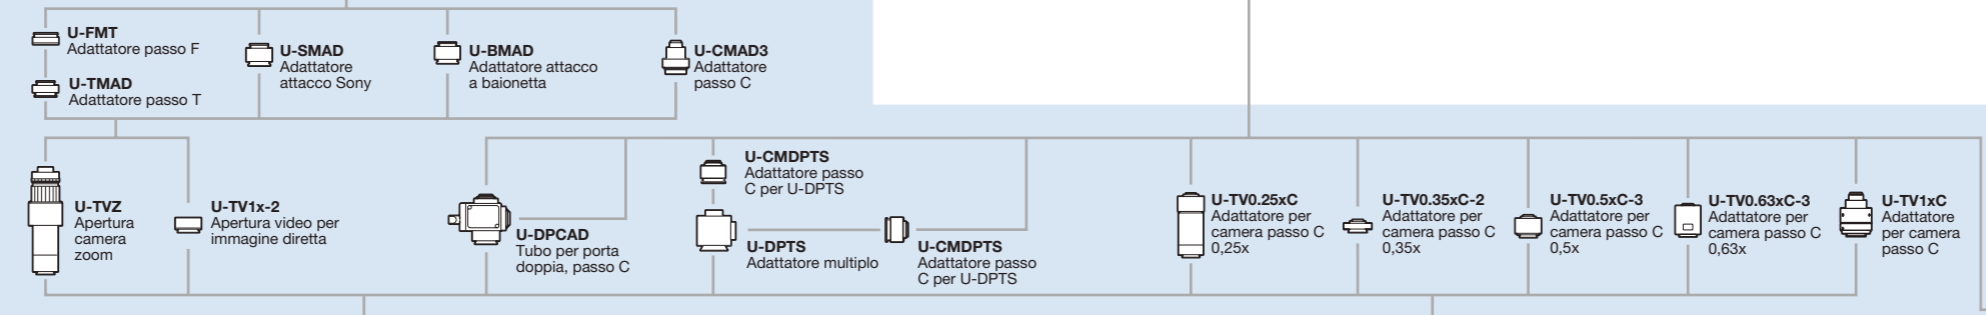 U-FMT
Adattatore passo F
U-TMAD
Adattatore passo T
U-SMAD
Adattatore
attacco Sony
U-BMAD
Adattatore attacco
a baionetta
U-CMAD3
Adattatore
passo C
U-TVZ
Apertura
camera
zoom
U-TV1x-2
Apertura video per
immagine diretta
U-DPCAD
Tubo per porta
doppia, passo C
U-CMDPTS
Adattatore passo
C per U-DPTS
U-DPTS
Adattatore multiplo
U-CMDPTS
Adattatore passo
C per U-DPTS
U-TV0.25xC
Adattatore per
camera passo C
0,25x
U-TV0.35xC-2
Adattatore per
camera passo C
0,35x
U-TV0.5xC-3
Adattatore per
camera passo C
0,5x
U-TV0.63xC-3
Adattatore per
camera passo C
0,63x
U-TV1xC
Adattatore
per camera
passo C